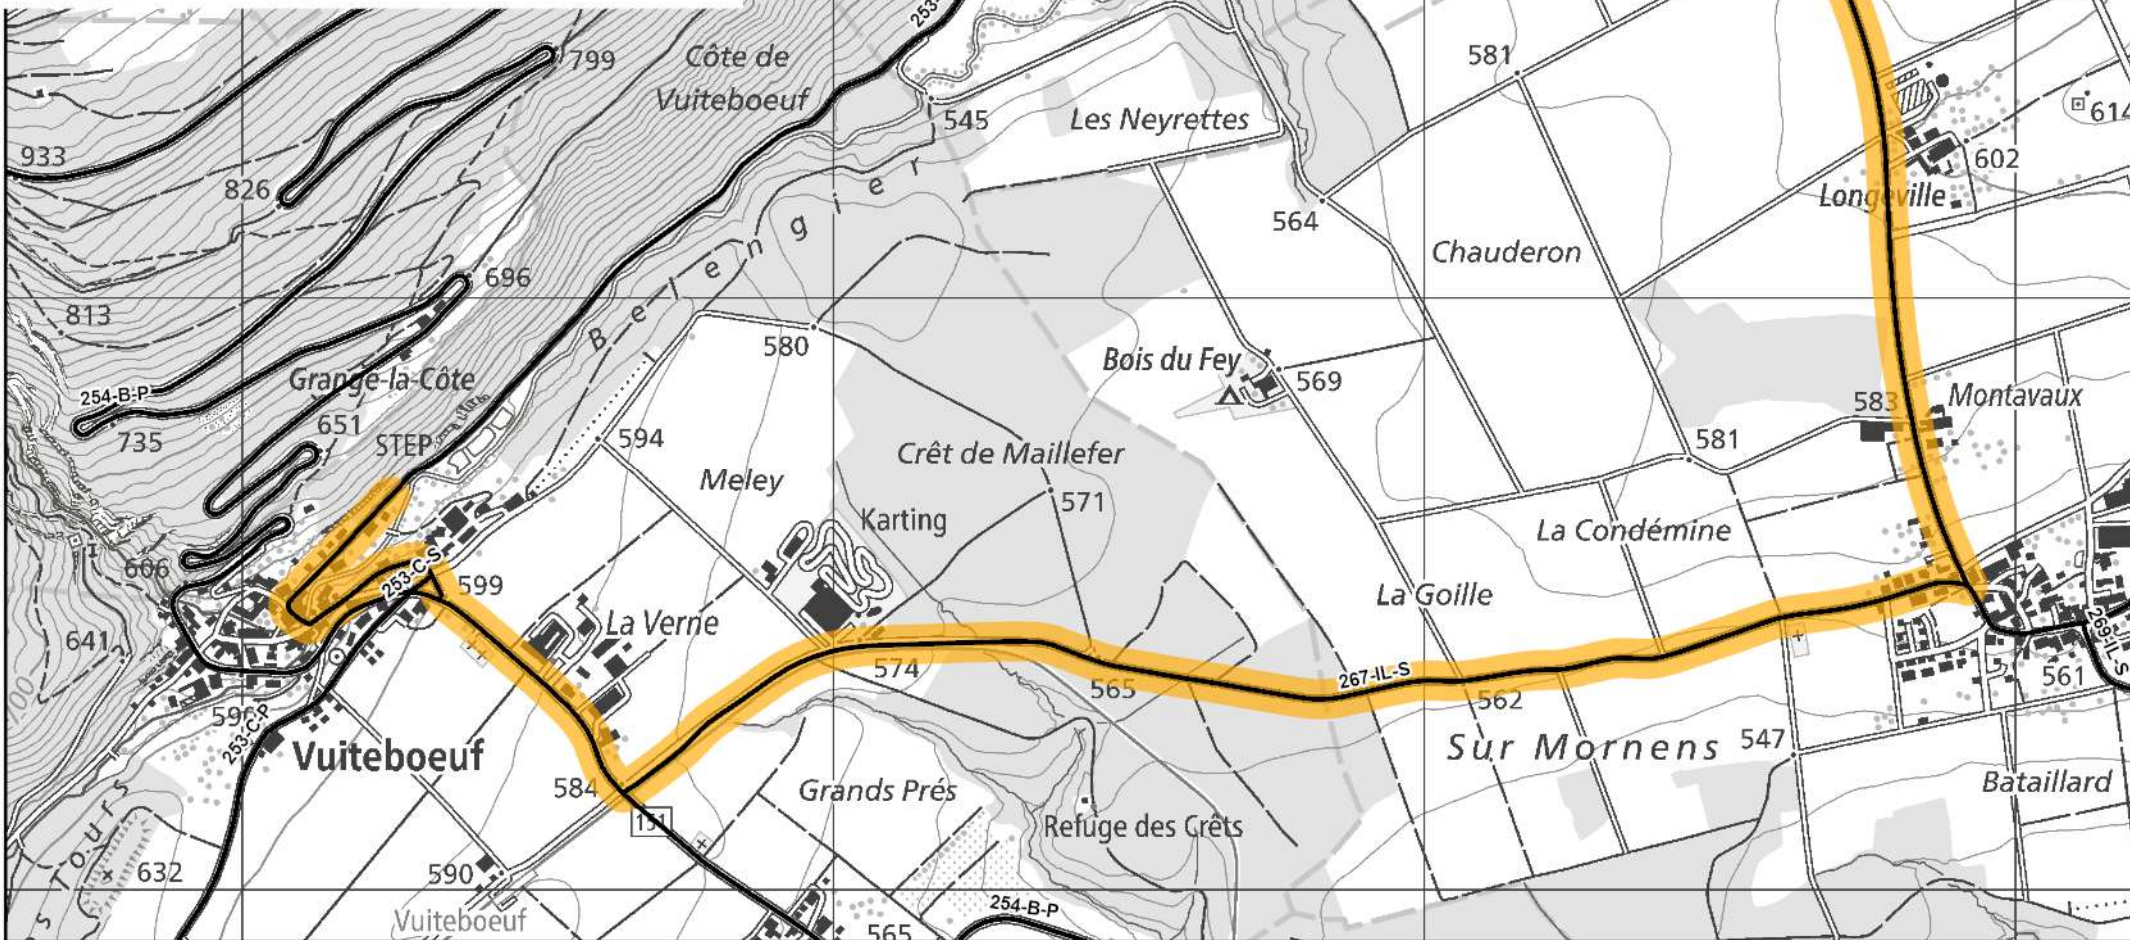 253-
799
Côte de
Vuiteboeuf
581
545
Les Neyrettes
614
933
826
602
Longeville
564
Chauderon
696
813
Belengier
580
Bois du Fey
569
Grange-la-Côte
254-B-P
735
651
STEP
594
583
Montavaux
581
Meley
Crêt de Maillefer
571
Karting
La Condémine
606
253-C-S
599
La Goille
641
La Verne
574
565
267-IL-S
562
269-IL-S
561
253-C-P
Vuiteboeuf
584
Grands Prés
Sur Mornens
547
Bataillard
151
Refuge des Crêts
s Tours
632
590
Vuiteboeuf
254-B-P
565